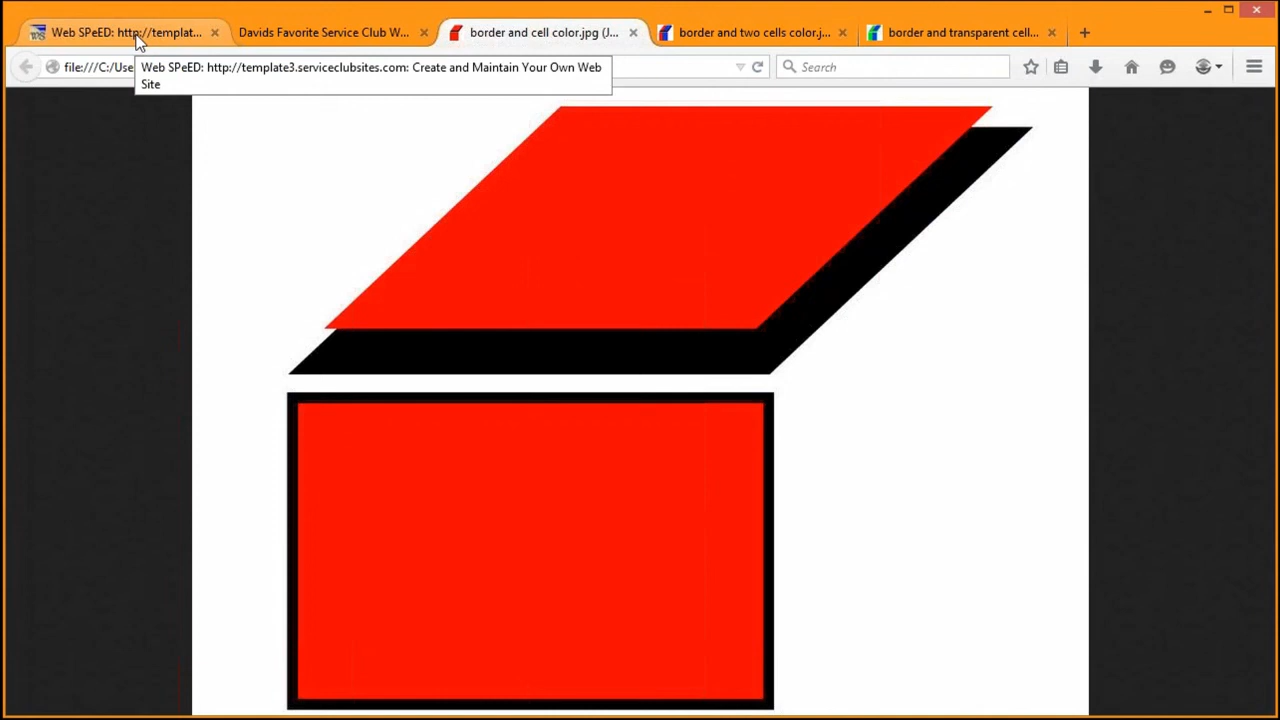 Web SPeED: http://templat...
Davids Favorite Service Club W...
border and cell color.jpg (J...
border and two cells color.j...
border and transparent cell...
file:///C:/Use
Search
Web SPeED: http://template3.serviceclubsites.com: Create and Maintain Your Own Web
Site